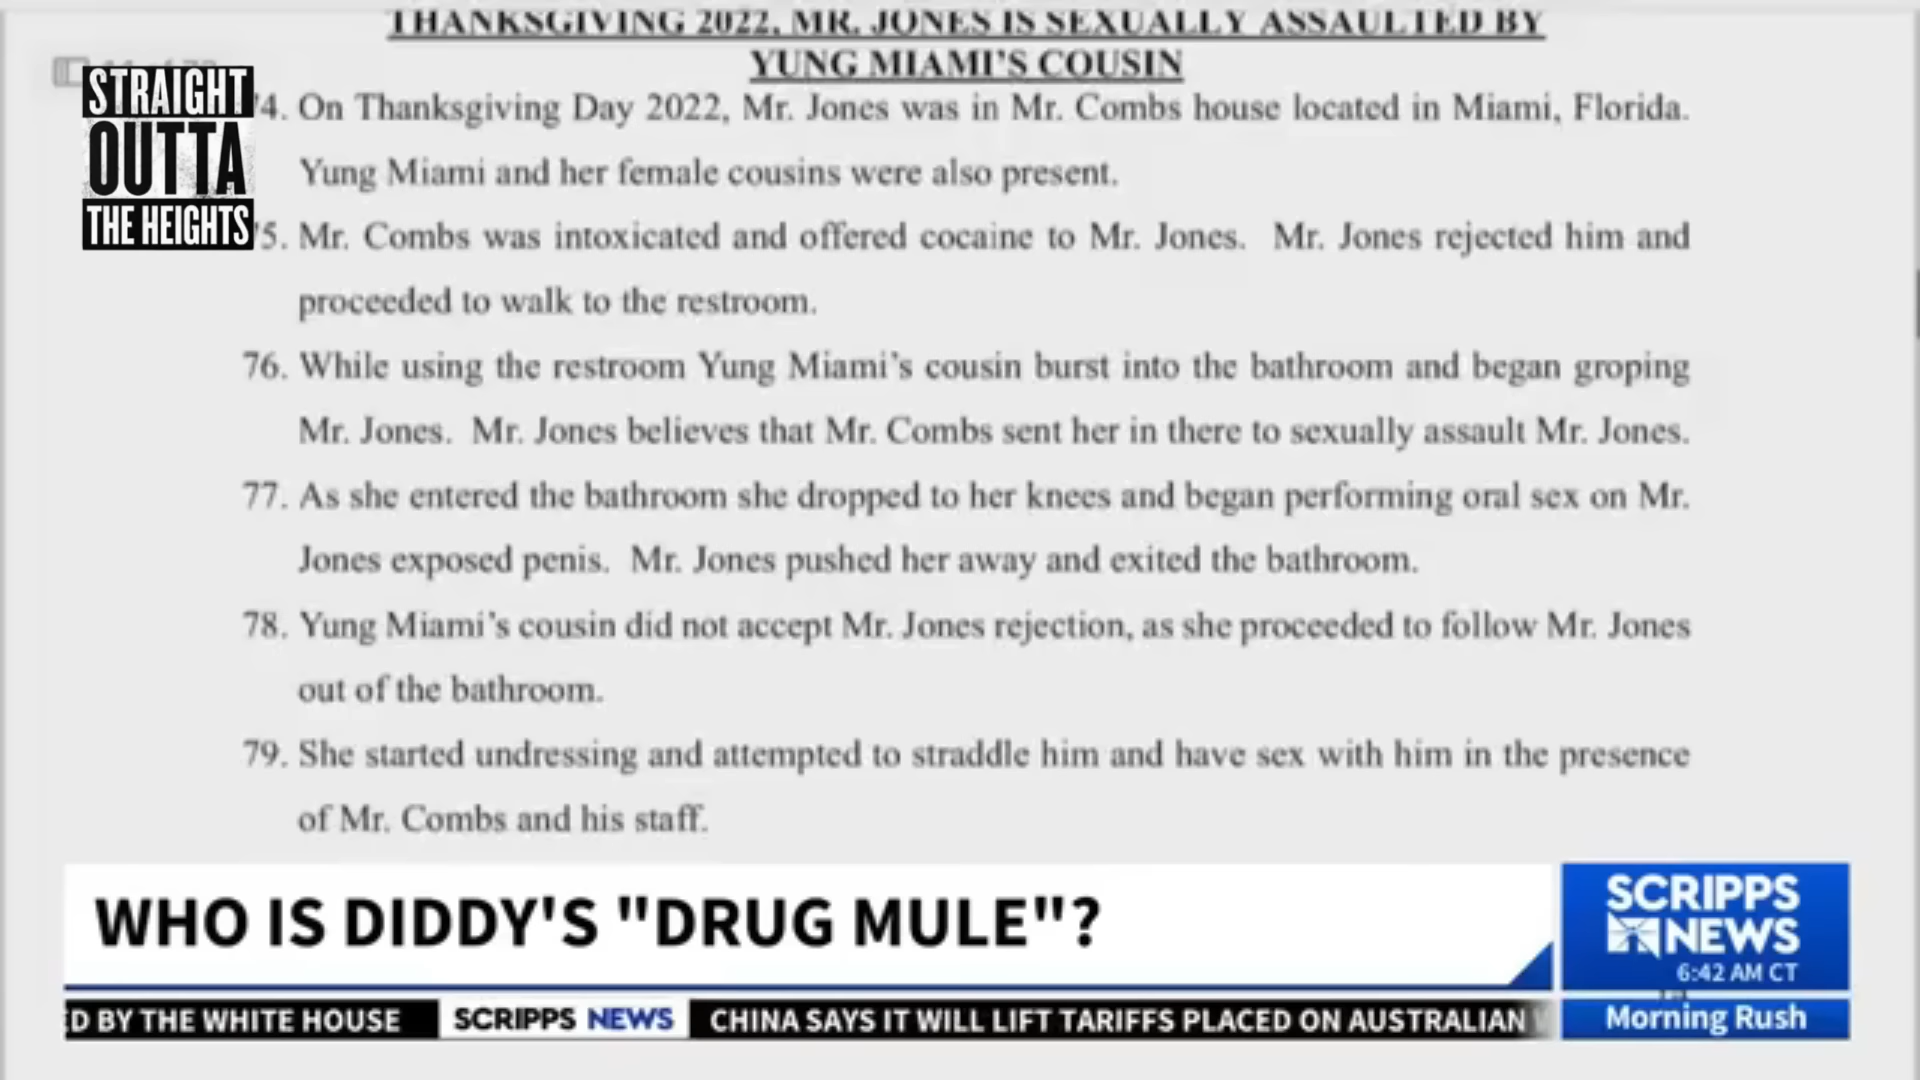 THANKSGIVING 2022, MR. JONES IS SEXUALLY ASSAULTED BY
YUNG MIAMI'S COUSIN
STRAIGHT
OUTTA
THE HEIGHTS
4. On Thanksgiving Day 2022, Mr. Jones was in Mr. Combs house located in Miami, Florida.
Yung Miami and her female cousins were also present.
5. Mr. Combs was intoxicated and offered cocaine to Mr. Jones. Mr. Jones rejected him and
proceeded to walk to the restroom.
76. While using the restroom Yung Miami's cousin burst into the bathroom and began groping
Mr. Jones. Mr. Jones believes that Mr. Combs sent her in there to sexually assault Mr. Jones.
77. As she entered the bathroom she dropped to her knees and began performing oral sex on Mr.
Jones exposed penis. Mr. Jones pushed her away and exited the bathroom.
78. Yung Miami's cousin did not accept Mr. Jones rejection, as she proceeded to follow Mr. Jones
out of the bathroom.
79. She started undressing and attempted to straddle him and have sex with him in the presence
of Mr. Combs and his staff.
WHO IS DIDDY'S "DRUG MULE"?
SCRIPPS
NEWS
6:42 AM CT
Morning Rush
ED BY THE WHITE HOUSE SCRIPPS NEWS CHINA SAYS IT WILL LIFT TARIFFS PLACED ON AUSTRALIAN